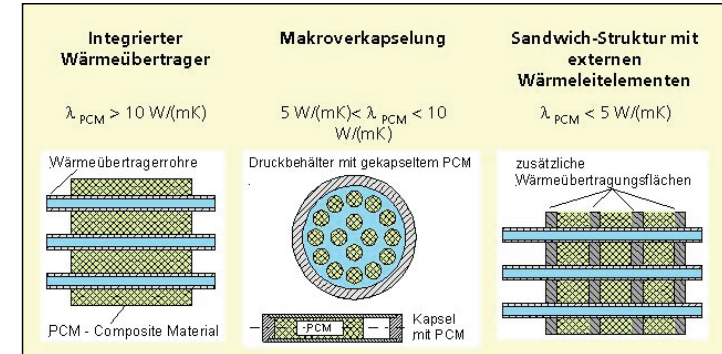 Integrierter
Wärmeübertrager
λ PCM > 10 W/(mK)
Wärmeübertragerrohre
PCM - Composite Material
Makroverkapselung
5 W/(mK)< λ PCM < 10
W/(mK)
Druckbehälter mit gekapseltem PCM
PCM
Kapsel
mit PCM
Sandwich-Struktur mit
externen
Wärmeleitelementen
λ PCM < 5 W/(mK)
zusätzliche
Wärmeübertragungsflächen